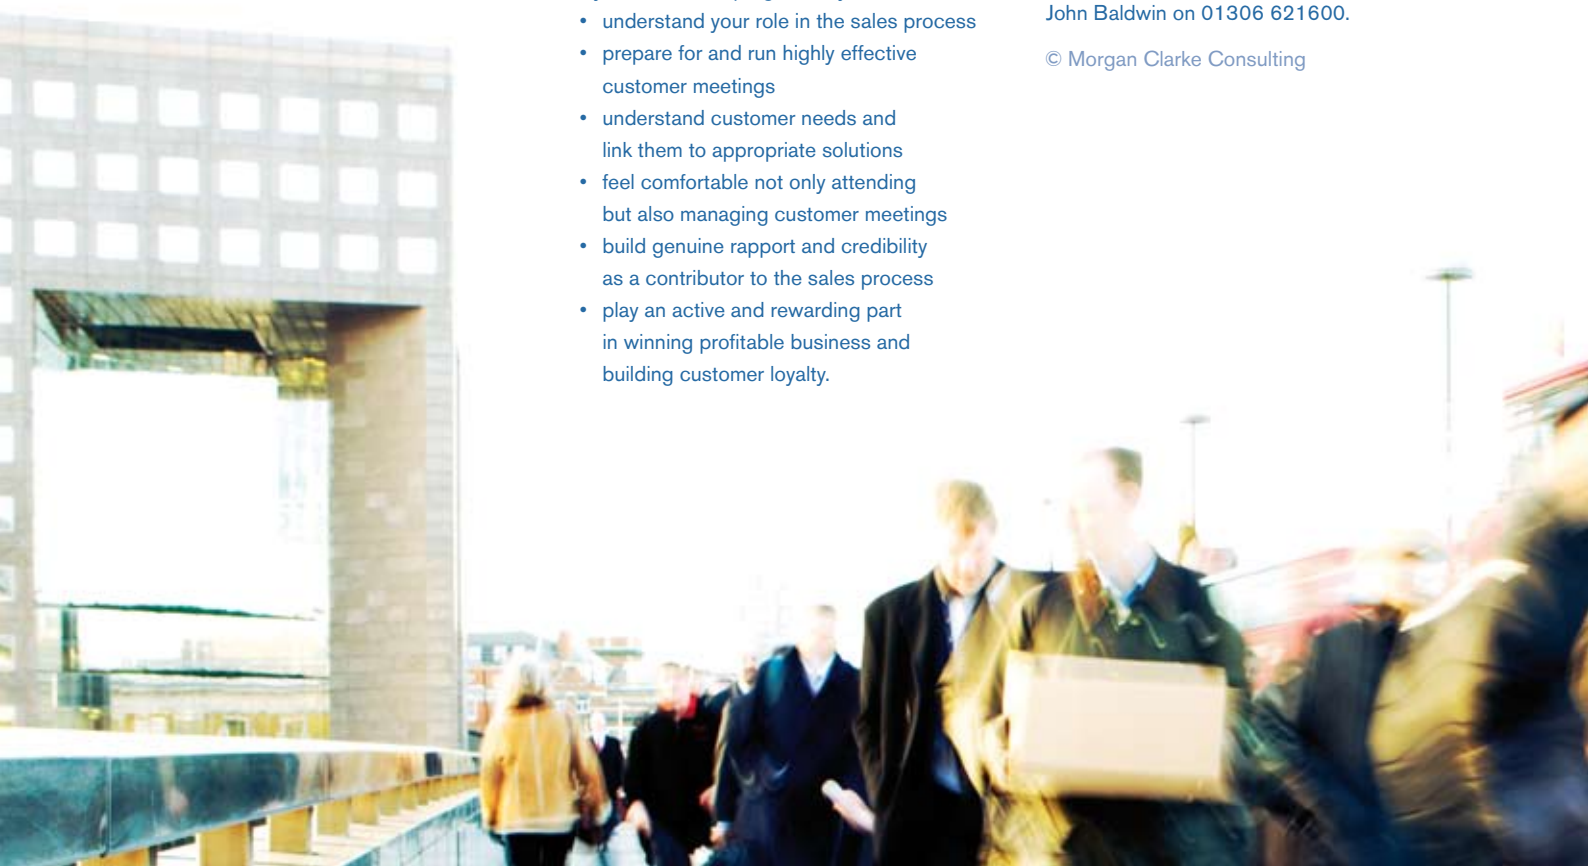 • understand your role in the sales process
• prepare for and run highly effective
customer meetings
• understand customer needs and
link them to appropriate solutions
• feel comfortable not only attending
but also managing customer meetings
• build genuine rapport and credibility
as a contributor to the sales process
• play an active and rewarding part
in winning profitable business and
building customer loyalty.
John Baldwin on 01306 621600.
© Morgan Clarke Consulting